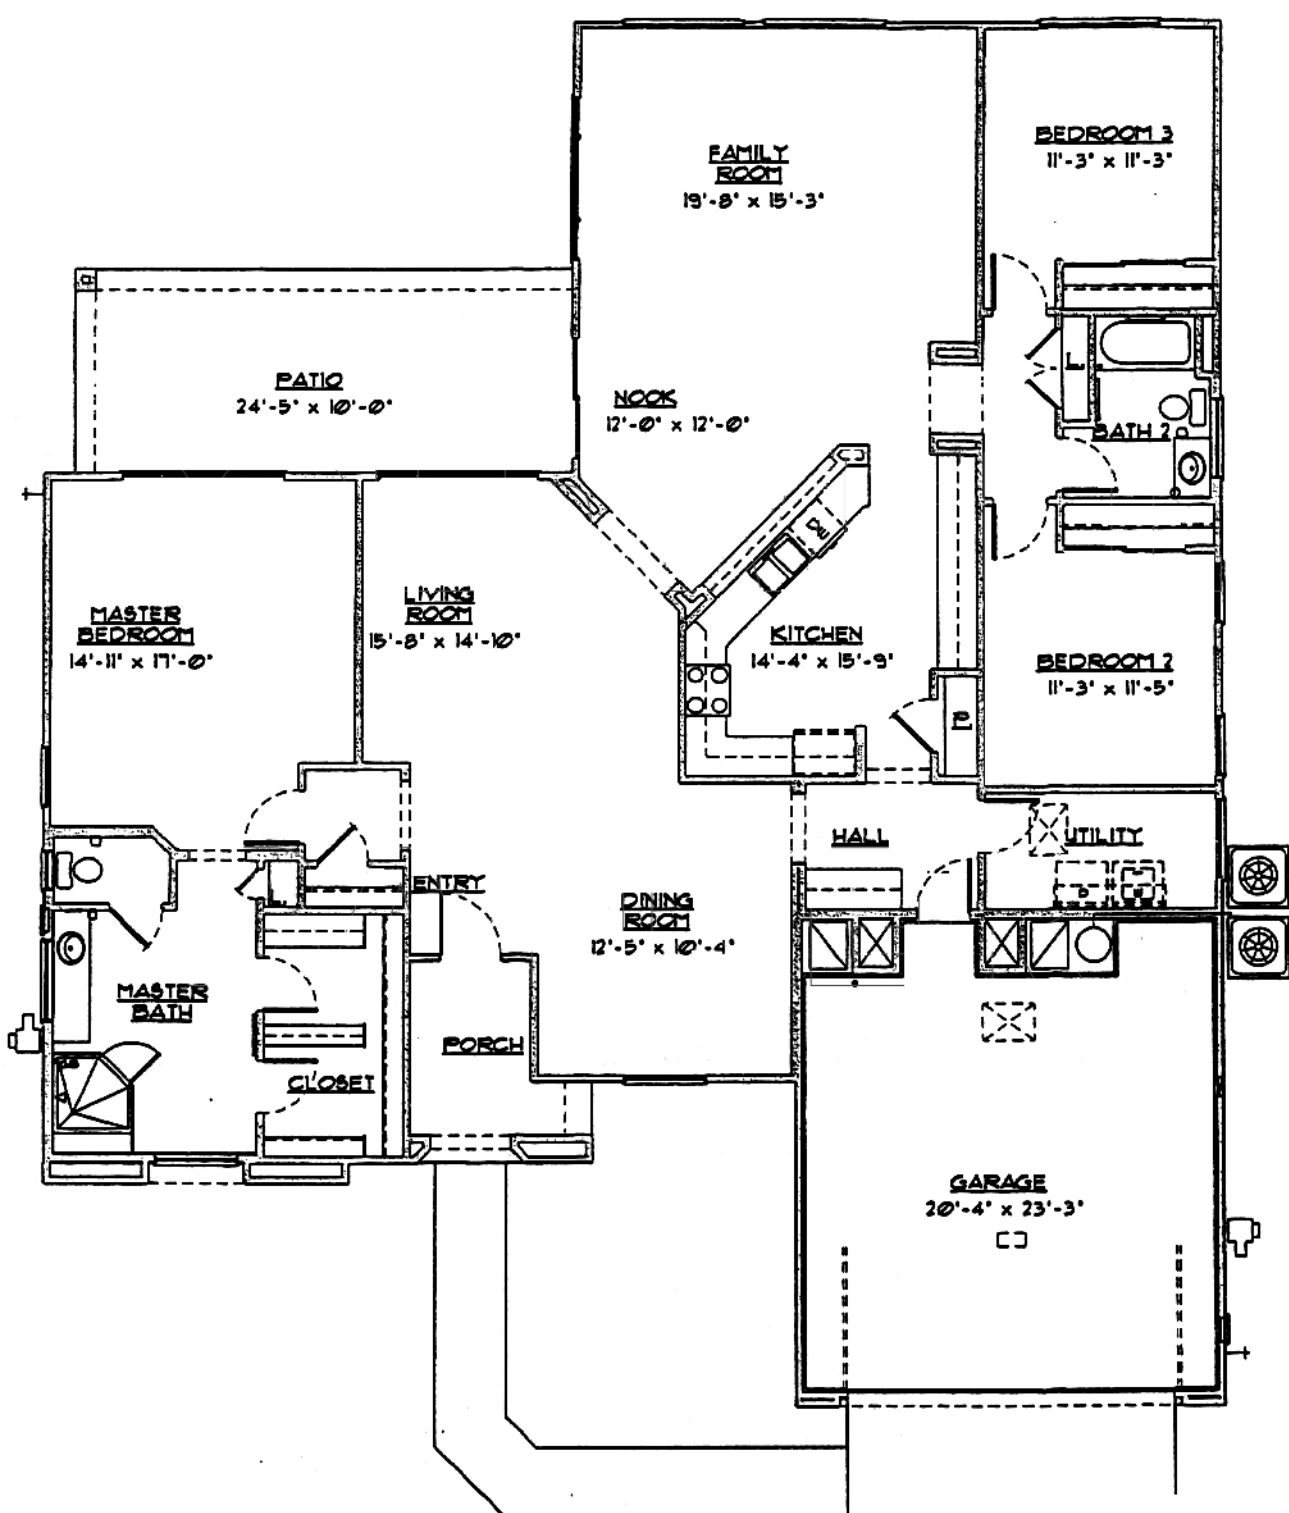 BEDROOM 3
11'-3" x 11'-3"
FAMILY
ROOM
19'-8" x 15'-3"
PATIO
24'-5" x 10'-0"
NOOK
12'-0" x 12'-0"
L
BATH 2
LIVING
ROOM
15'-8" x 14'-10"
MASTER
BEDROOM
14'-11" x 17'-0"
KITCHEN
14'-4" x 15'-9"
BEDROOM 2
11'-3" x 11'-5"
P
HALL
UTILITY
ENTRY
DINING
ROOM
12'-5" x 10'-4"
MASTER
BATH
PORCH
CLOSET
GARAGE
20'-4" x 23'-3"